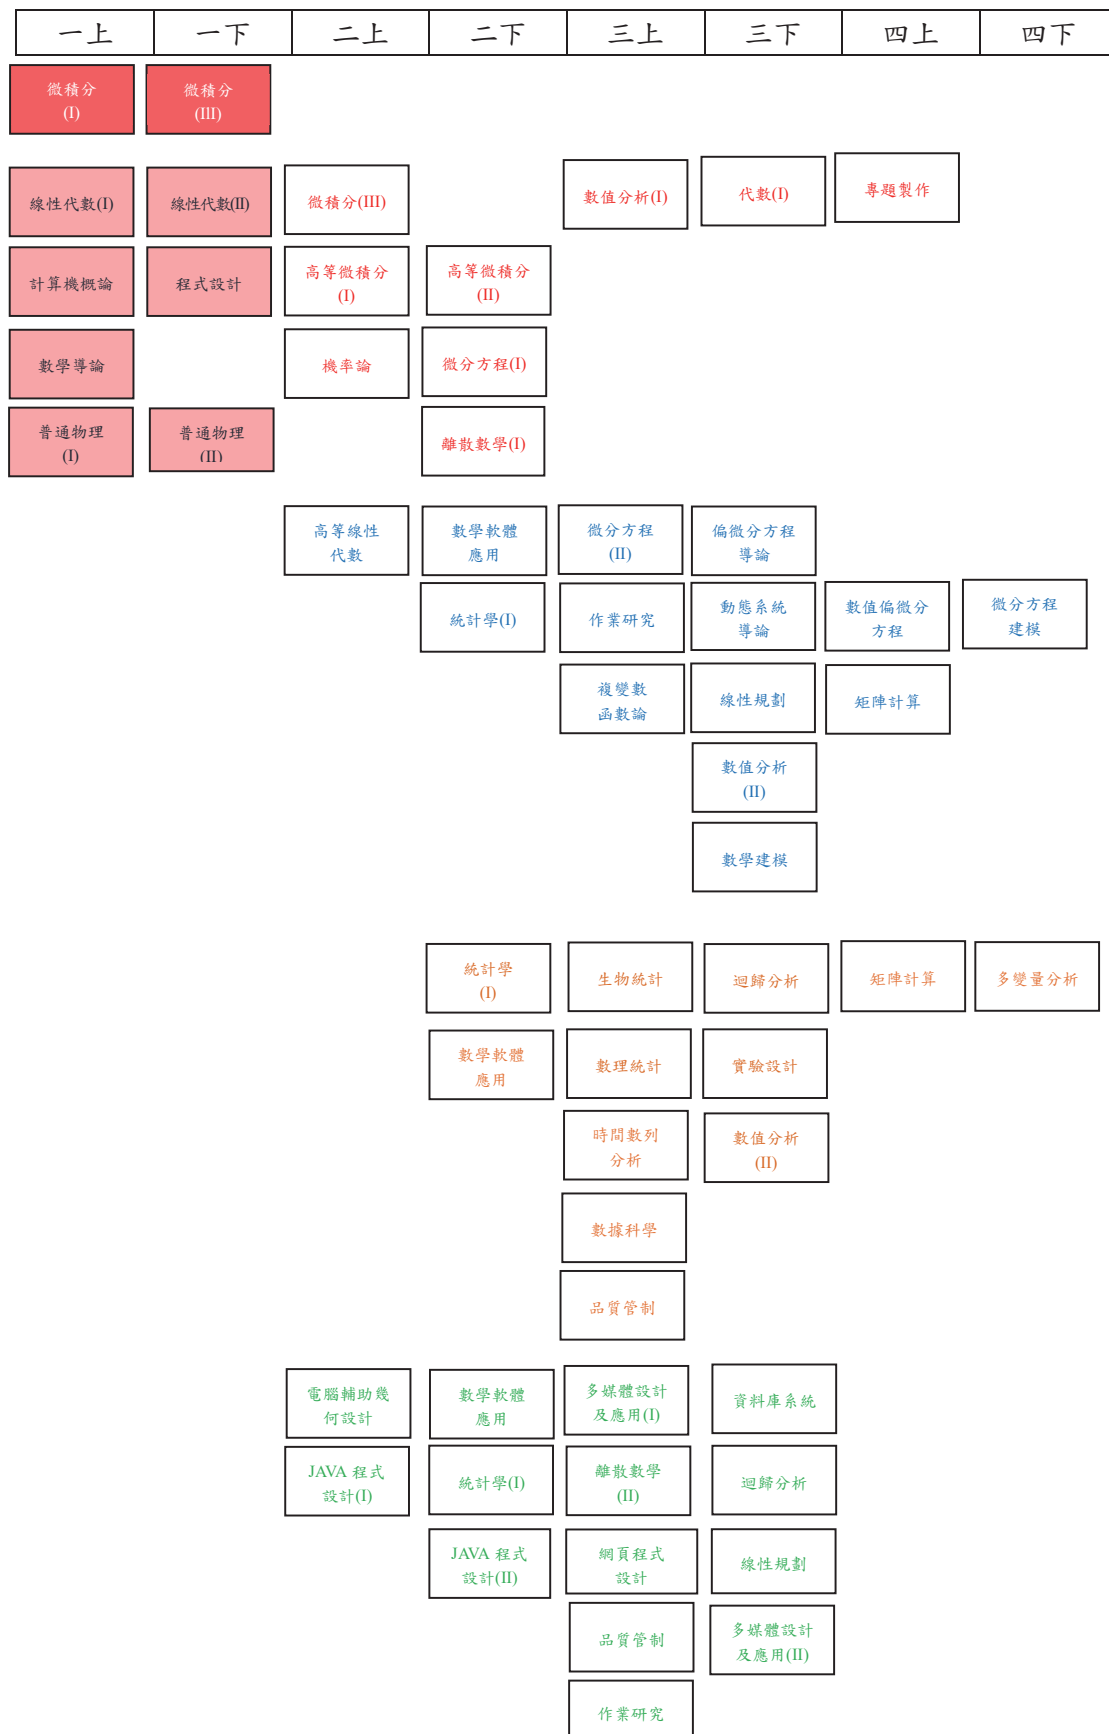 一上 一下 二上 二下 三上 三下 四上 四下
微積分
(I)
微積分
(III)
線性代數(I)
線性代數(II)
微積分(III)
數值分析(I)
代數(I)
專題製作
計算機概論
程式設計
高等微積分
(I)
高等微積分
(II)
數學導論
機率論
微分方程(I)
普通物理
(I)
普通物理
(II)
離散數學(I)
高等線性
代數
數學軟體
應用
微分方程
(II)
偏微分方程
導論
統計學(I)
作業研究
動態系統
導論
數值偏微分
方程
微分方程
建模
複變數
函數論
線性規劃
矩陣計算
數值分析
(II)
數學建模
統計學
(I)
生物統計
迴歸分析
矩陣計算
多變量分析
數學軟體
應用
數理統計
實驗設計
時間數列
分析
數值分析
(II)
數據科學
品質管制
電腦輔助幾
何設計
數學軟體
應用
多媒體設計
及應用(I)
資料庫系統
JAVA 程式
設計(I)
統計學(I)
離散數學
(II)
迴歸分析
JAVA 程式
設計(II)
網頁程式
設計
線性規劃
品質管制
多媒體設計
及應用(II)
作業研究